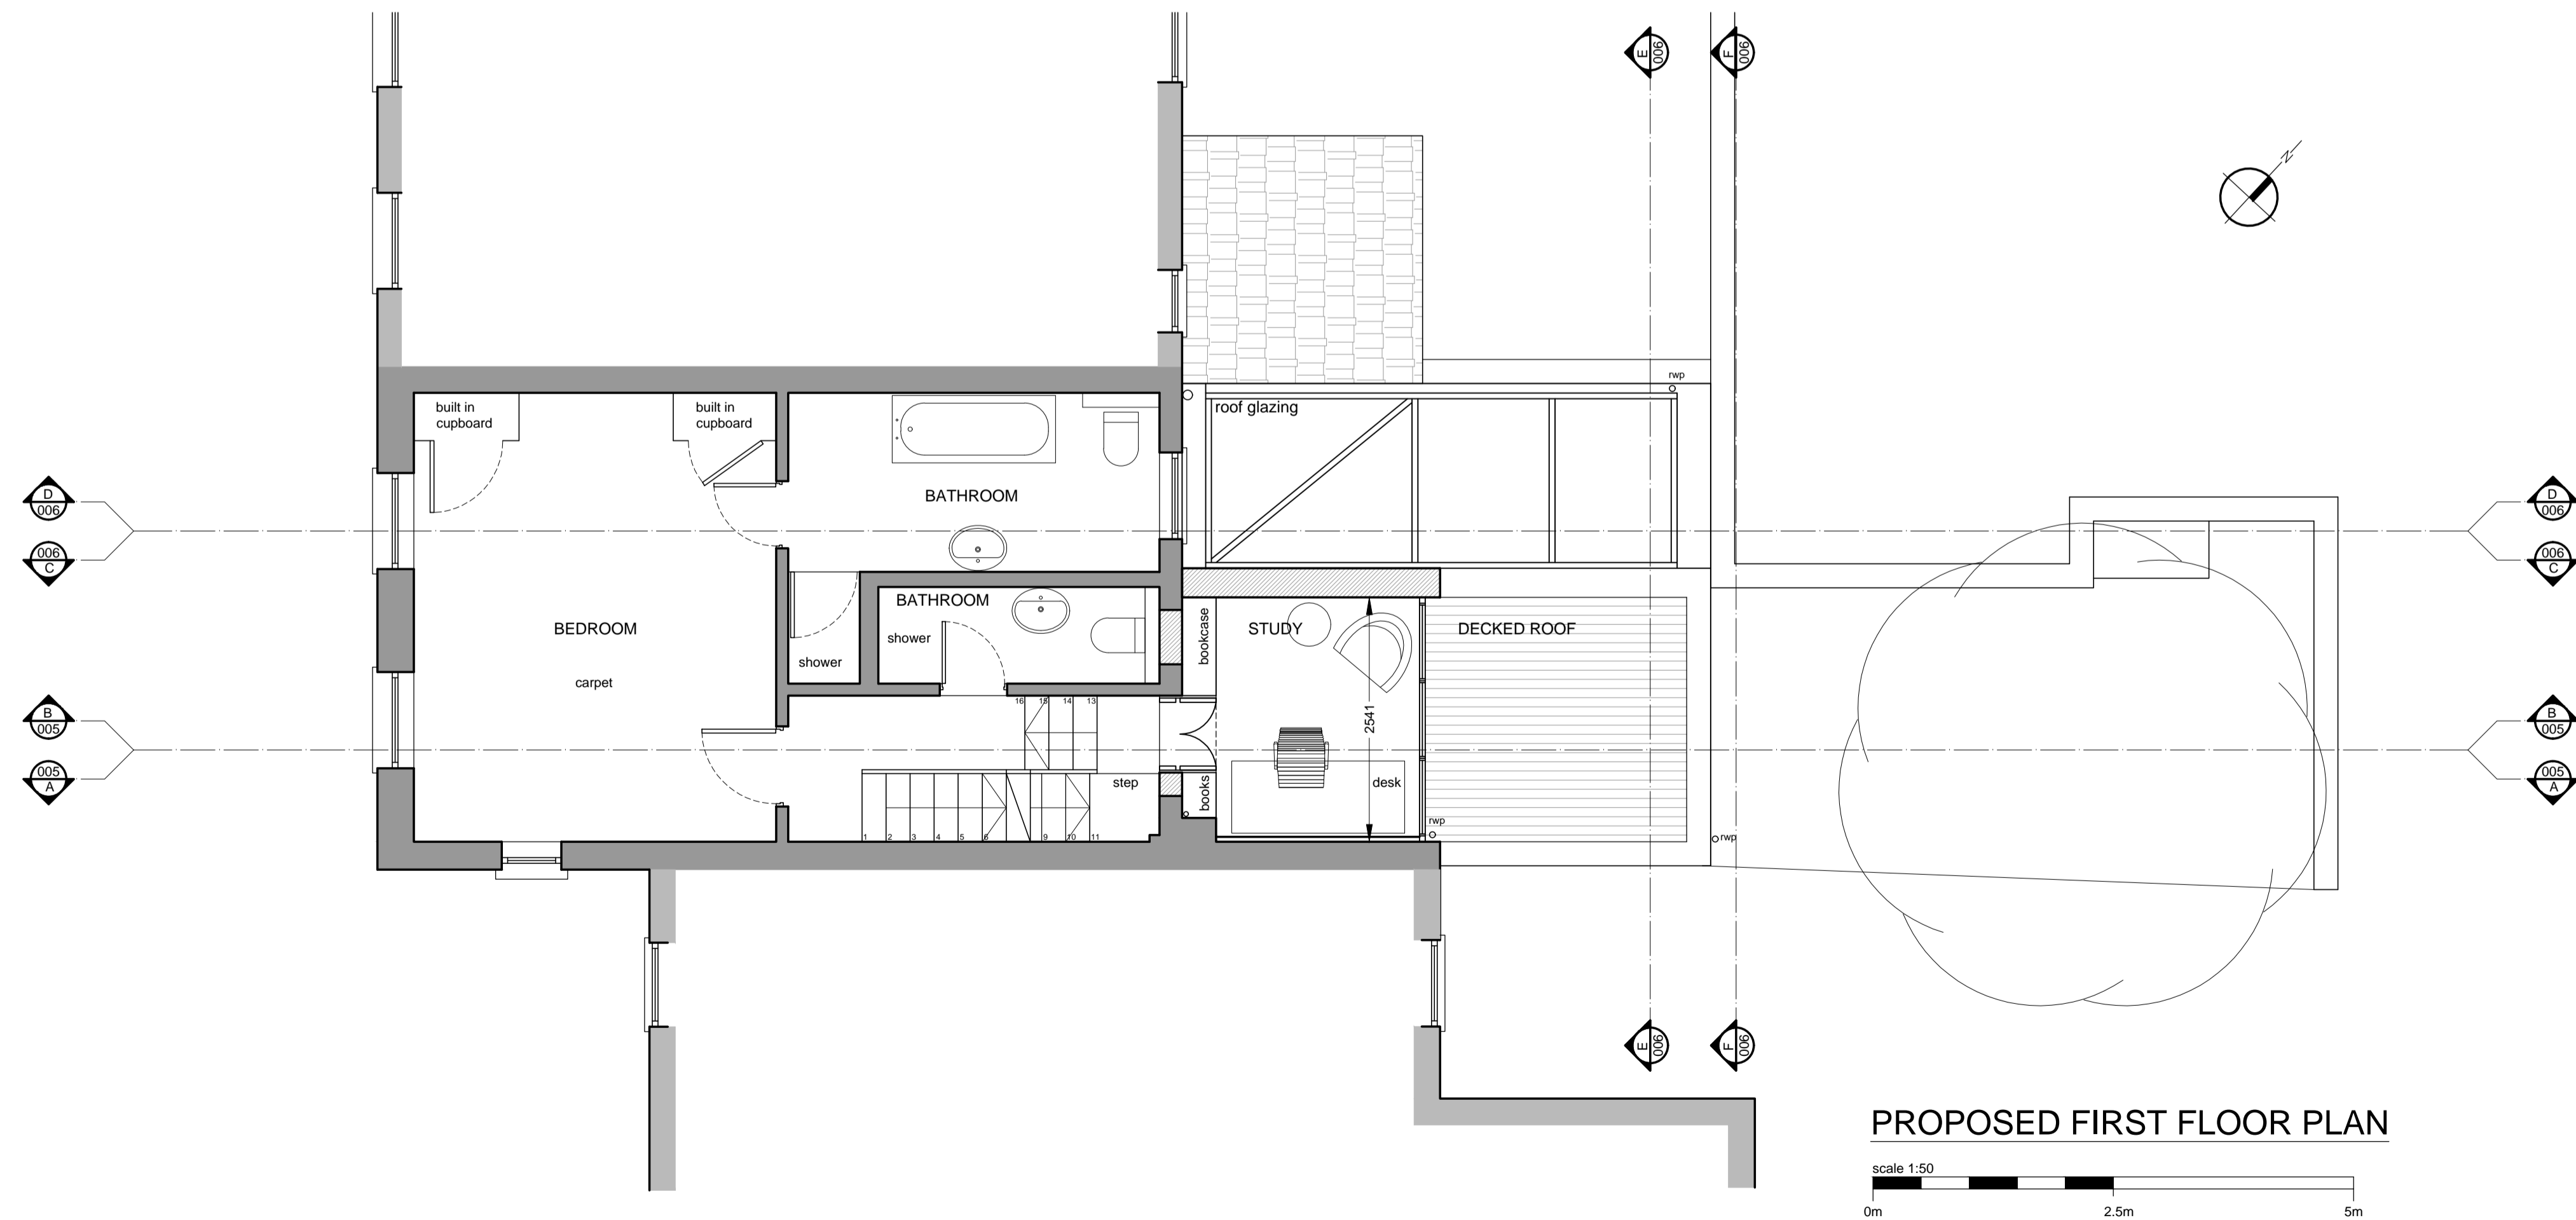 E
006
F
006
N
rwp
built in
cupboard
built in
cupboard
roof glazing
D
006
BATHROOM
D
006
006
C
006
C
BATHROOM
shower
bookcase
STUDY
DECKED ROOF
BEDROOM
shower
carpet
16
15
14
13
2541
B
005
B
005
005
A
005
A
step
books
desk
rwp
rwp
1
2
3
4
5
6
9
10
11
E
006
F
006
PROPOSED FIRST FLOOR PLAN
scale 1:50
0m
2.5m
5m